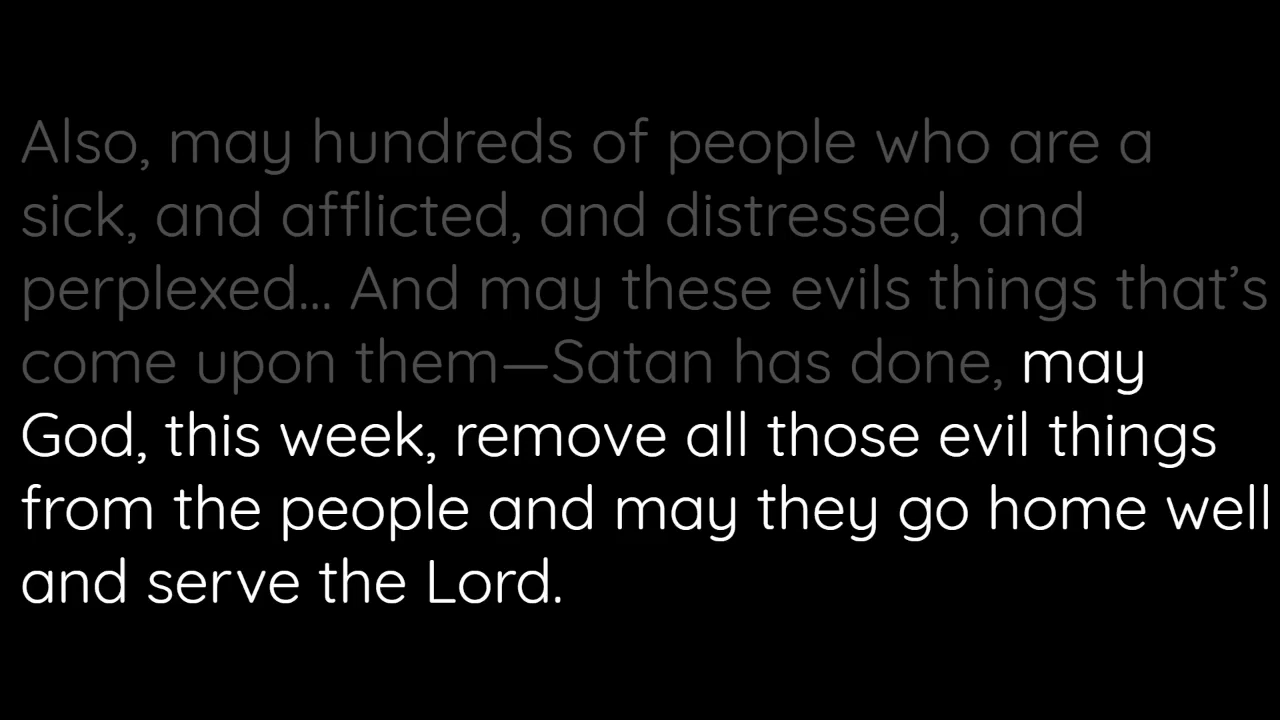 Also, may hundreds of people who are a
sick, and afflicted, and distressed, and
perplexed... And may these evils things that’s
come upon them—Satan has done, may
God, this week, remove all those evil things
from the people and may they go home well
and serve the Lord.